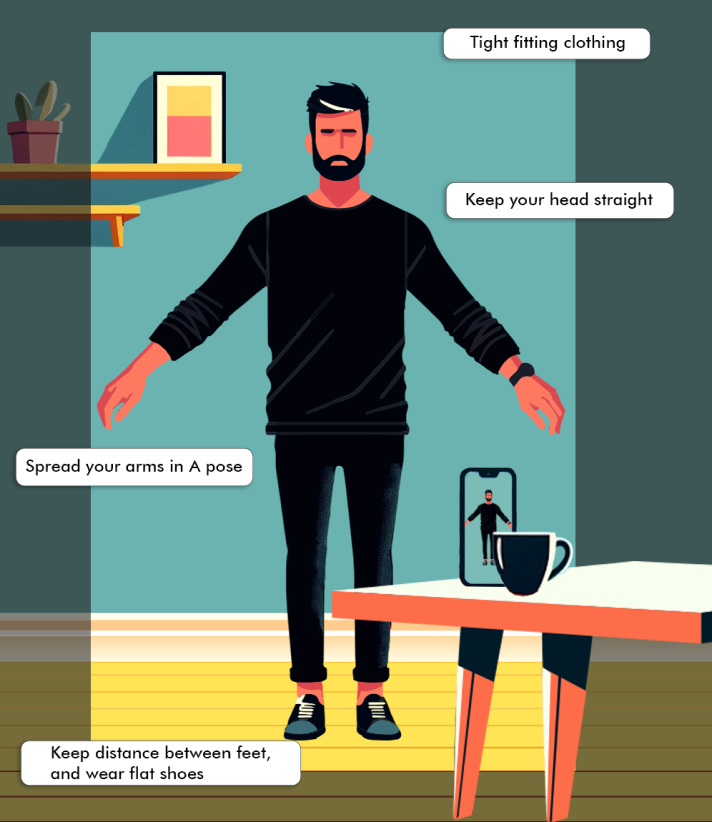 Tight fitting clothing
Keep your head straight
Spread your arms in A pose
Keep distance between feet,
and wear flat shoes